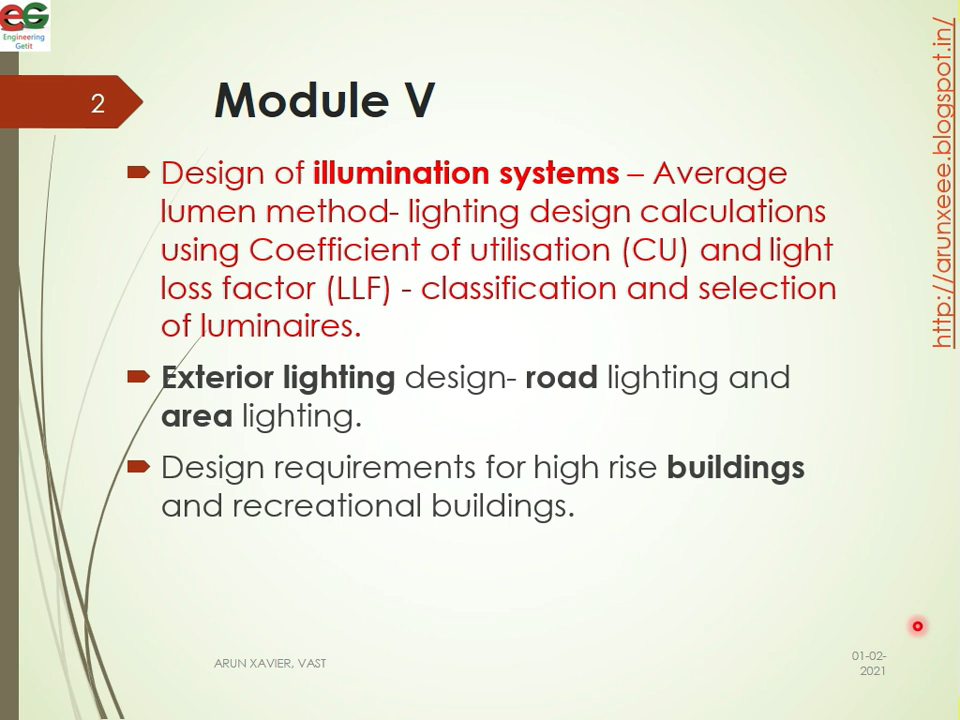 EG
Engineering
Getit
2
Module V
Design of illumination systems – Average
lumen method- lighting design calculations
using Coefficient of utilisation (CU) and light
loss factor (LLF) - classification and selection
of luminaires.
Exterior lighting design- road lighting and
area lighting.
Design requirements for high rise buildings
and recreational buildings.
ARUN XAVIER, VAST
01-02-
2021
http://arunxeee.blogspot.in/